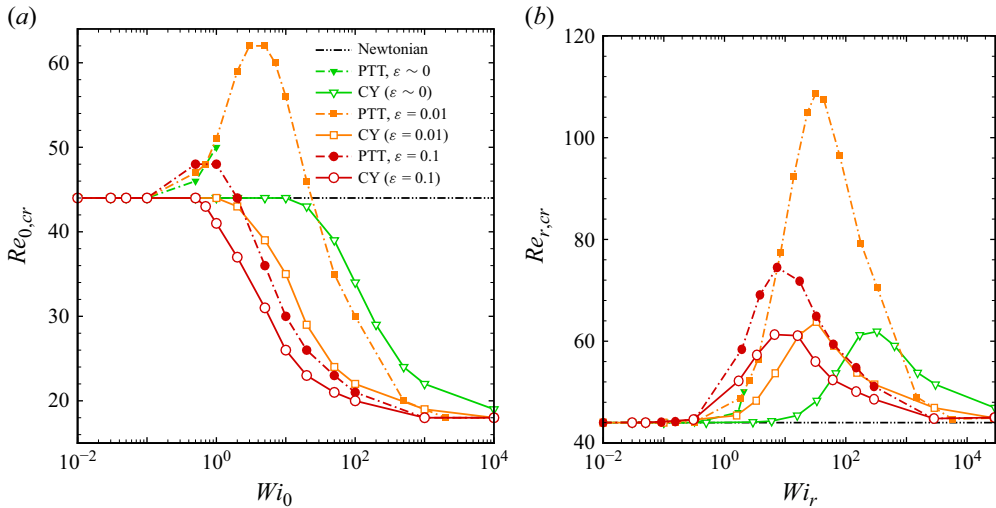 (a)
(b)
60
50
40
30
20
Re0,cr
10−2
100
102
104
Wi0
Newtonian
PTT, ε ∼ 0
CY (ε ∼ 0)
PTT, ε = 0.01
CY (ε = 0.01)
PTT, ε = 0.1
CY (ε = 0.1)
120
100
80
60
40
Rer,cr
10−2
100
102
104
Wir